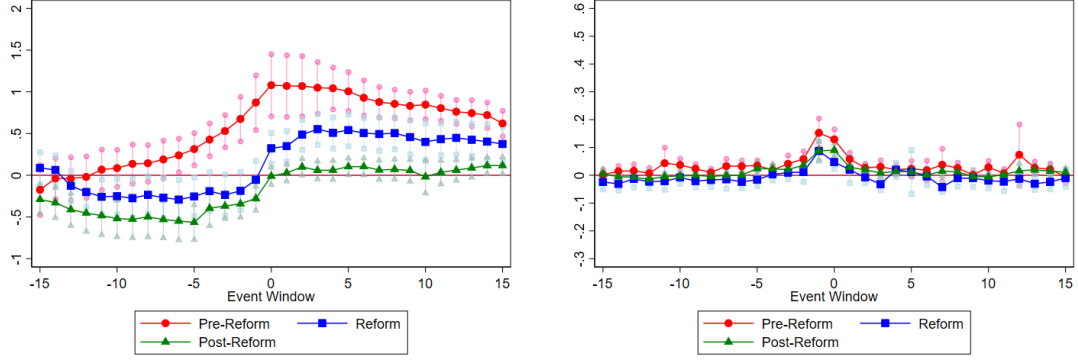 2
1.5
1
.5
0
-.5
-1
-15 -10 -5 0 5 10 15
Event Window
Pre-Reform Reform
Post-Reform
.6
.5
.4
.3
.2
.1
0
-.1
-.2
-.3
-15 -10 -5 0 5 10 15
Event Window
Pre-Reform Reform
Post-Reform